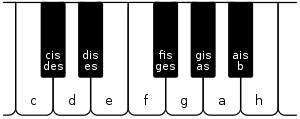 cis dis fis gis ais
des es ges as b
c d e f g a h